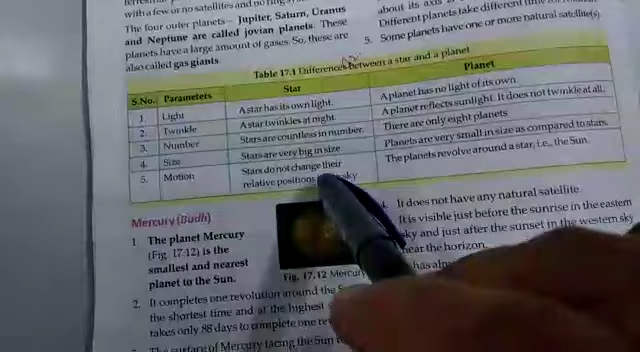 with a few or no satellites and no ring
The four outer planets– Jupiter, Saturn, Uranus
and Neptune are called jovian planets. These
planets have a large amount of gases. So, these are
also called gas giants.
about its axis
Different planets take different time
5. Some planets have one or more natural satellite(s).
Table 17.1 Differences between a star and a planet
S.No. Parameters Star Planet
1. Light A star has its own light. A planet has no light of its own.
2. Twinkle A star twinkles at night. A planet reflects sunlight. It does not twinkle at all.
3. Number Stars are countless in number. There are only eight planets
4. Size Stars are very big in size. Planets are very small in size as compared to stars.
5. Motion Stars do not change their The planets revolve around a star, i.e., the Sun.
relative positions sky
Mercury (Budh)
1 The planet Mercury
(Fig. 17.12) is the
smallest and nearest
planet to the Sun.
Fig. 17.12 Mercury
2. It completes one revolution around the
the shortest time and at the highest
takes only 88 days to complete one
The surface of Mercury facing the Sun
4. It does not have any natural satellite
It is visible just before the sunrise in the eastern
sky and just after the sunset in the western sky
near the horizon.
has